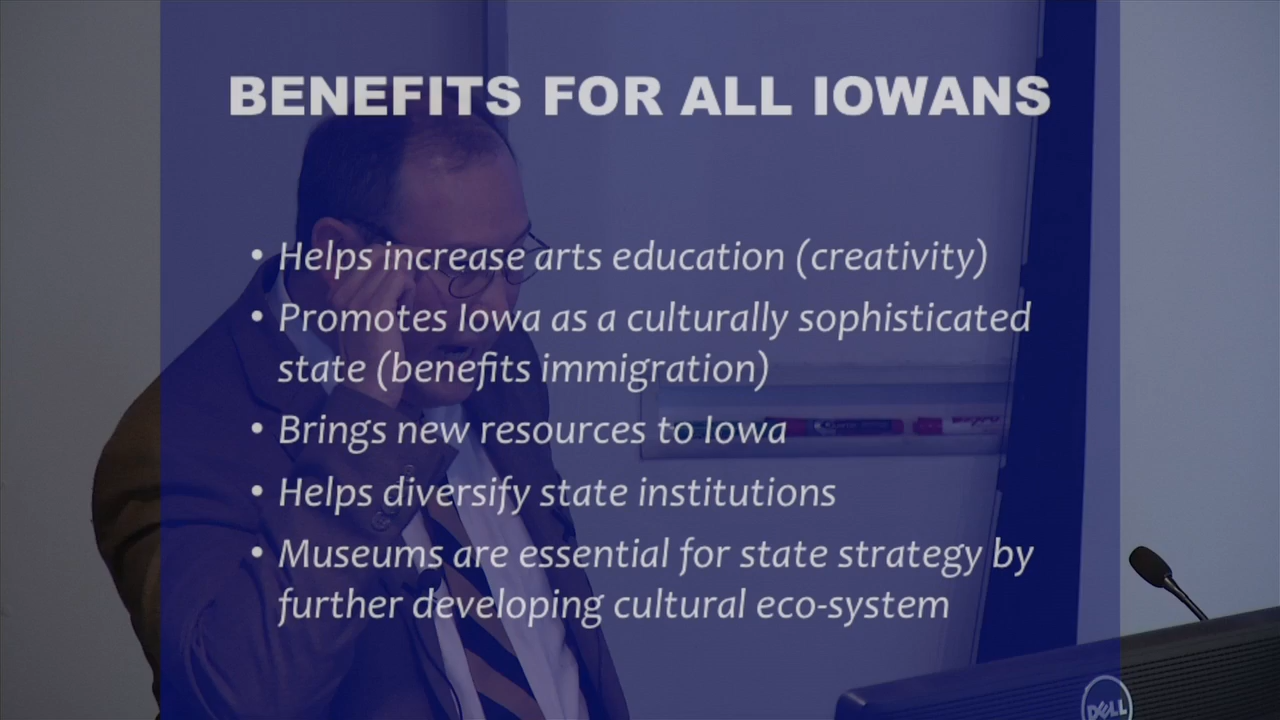 BENEFITS FOR ALL IOWANS
• Helps increase arts education (creativity)
• Promotes Iowa as a culturally sophisticated
state (benefits immigration)
• Brings new resources to Iowa
• Helps diversify state institutions
• Museums are essential for state strategy by
further developing cultural eco-system
DELL